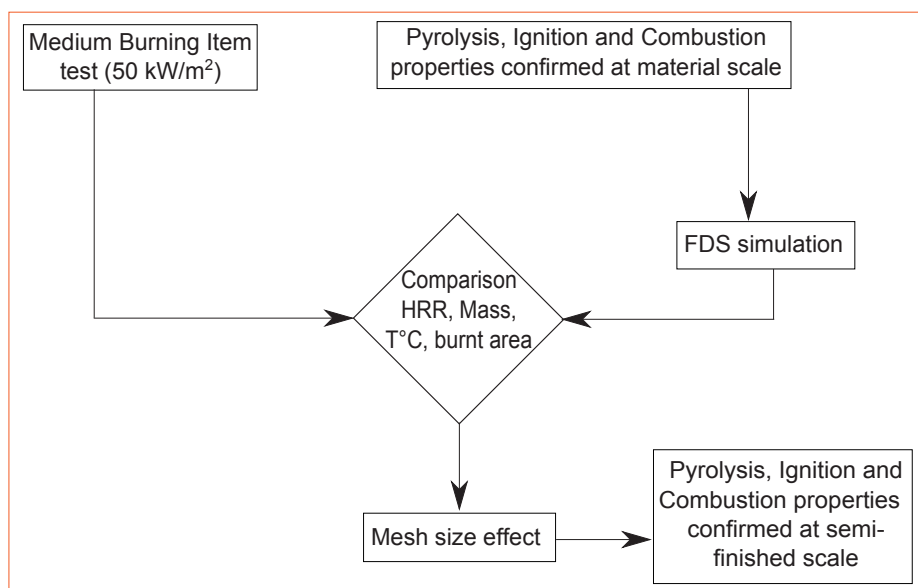 Medium Burning Item
test (50 kW/m²)
Pyrolysis, Ignition and Combustion
properties confirmed at material scale
FDS simulation
Comparison
HRR, Mass,
T°C, burnt area
Mesh size effect
Pyrolysis, Ignition and
Combustion properties
confirmed at semi-
finished scale